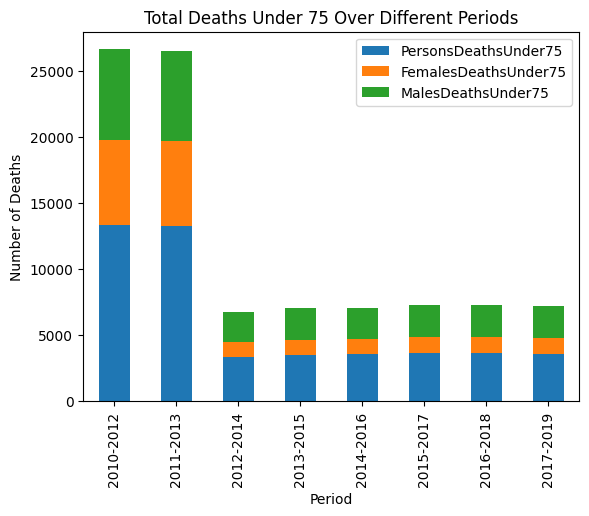 Total Deaths Under 75 Over Different Periods
PersonsDeathsUnder75
FemalesDeathsUnder75
MalesDeathsUnder75
Number of Deaths
25000
20000
15000
10000
5000
0
2010-2012
2011-2013
2012-2014
2013-2015
2014-2016
2015-2017
2016-2018
2017-2019
Period